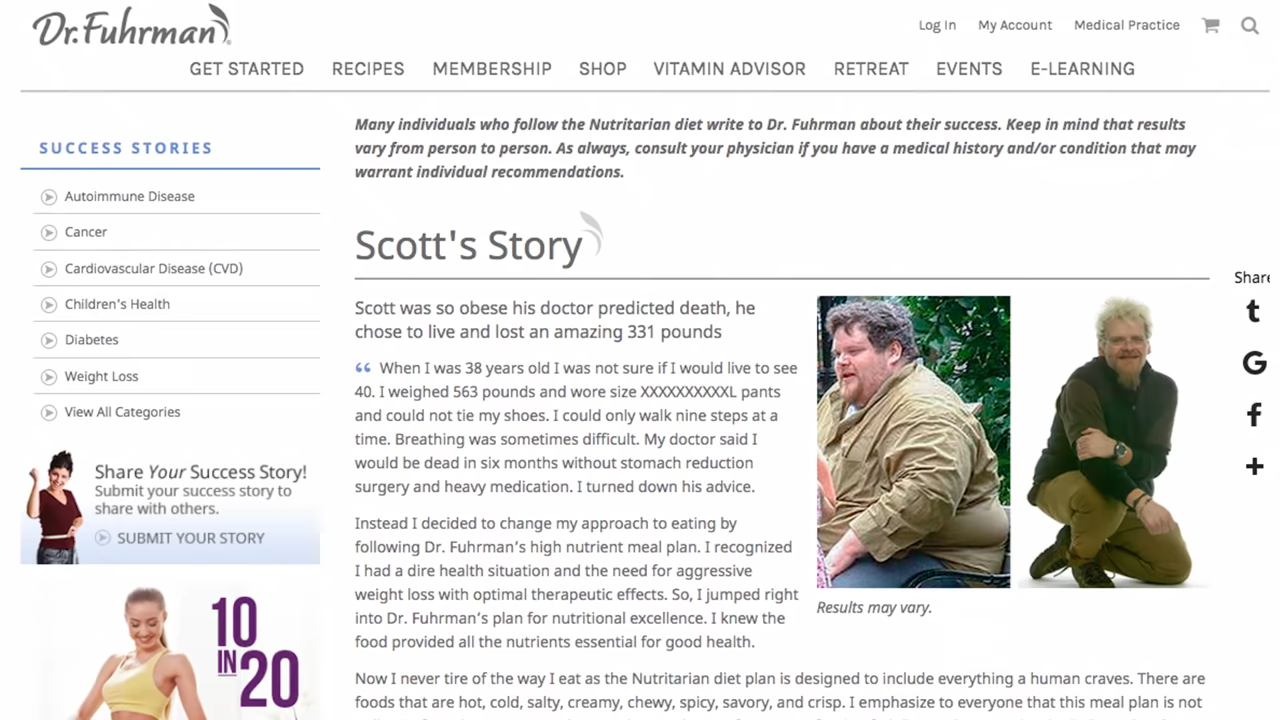 Dr. Fuhrman
Log In My Account Medical Practice
GET STARTED RECIPES MEMBERSHIP SHOP VITAMIN ADVISOR RETREAT EVENTS E-LEARNING
SUCCESS STORIES
Autoimmune Disease
Cancer
Cardiovascular Disease (CVD)
Children's Health
Diabetes
Weight Loss
View All Categories
Share Your Success Story!
Submit your success story to
share with others.
SUBMIT YOUR STORY
10
IN
20
Many individuals who follow the Nutritarian diet write to Dr. Fuhrman about their success. Keep in mind that results
vary from person to person. As always, consult your physician if you have a medical history and/or condition that may
warrant individual recommendations.
Scott's Story
Scott was so obese his doctor predicted death, he
chose to live and lost an amazing 331 pounds
“ When I was 38 years old I was not sure if I would live to see
40. I weighed 563 pounds and wore size XXXXXXXXXXL pants
and could not tie my shoes. I could only walk nine steps at a
time. Breathing was sometimes difficult. My doctor said I
would be dead in six months without stomach reduction
surgery and heavy medication. I turned down his advice.
Instead I decided to change my approach to eating by
following Dr. Fuhrman’s high nutrient meal plan. I recognized
I had a dire health situation and the need for aggressive
weight loss with optimal therapeutic effects. So, I jumped right
into Dr. Fuhrman’s plan for nutritional excellence. I knew the
food provided all the nutrients essential for good health.
Results may vary.
Now I never tire of the way I eat as the Nutritarian diet plan is designed to include everything a human craves. There are
foods that are hot, cold, salty, creamy, chewy, spicy, savory, and crisp. I emphasize to everyone that this meal plan is not
Share
t
G
f
+